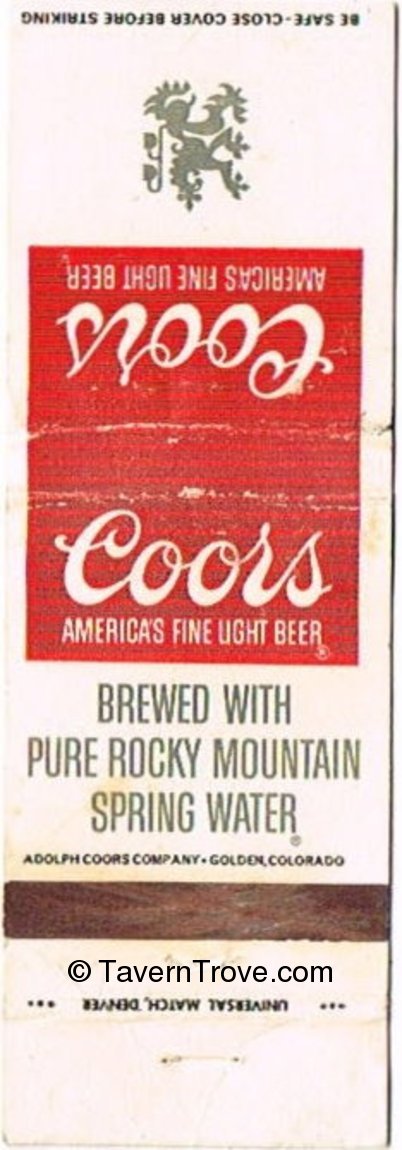 BE SAFE-CLOSE COVER BEFORE STRIKING
AMERICA'S FINE LIGHT BEER
Coors
Coors
AMERICA'S FINE LIGHT BEER®
BREWED WITH
PURE ROCKY MOUNTAIN
SPRING WATER®
ADOLPH COORS COMPANY • GOLDEN, COLORADO
© TavernTrove.com
••• UNIVERSAL MATCH, DENVER •••